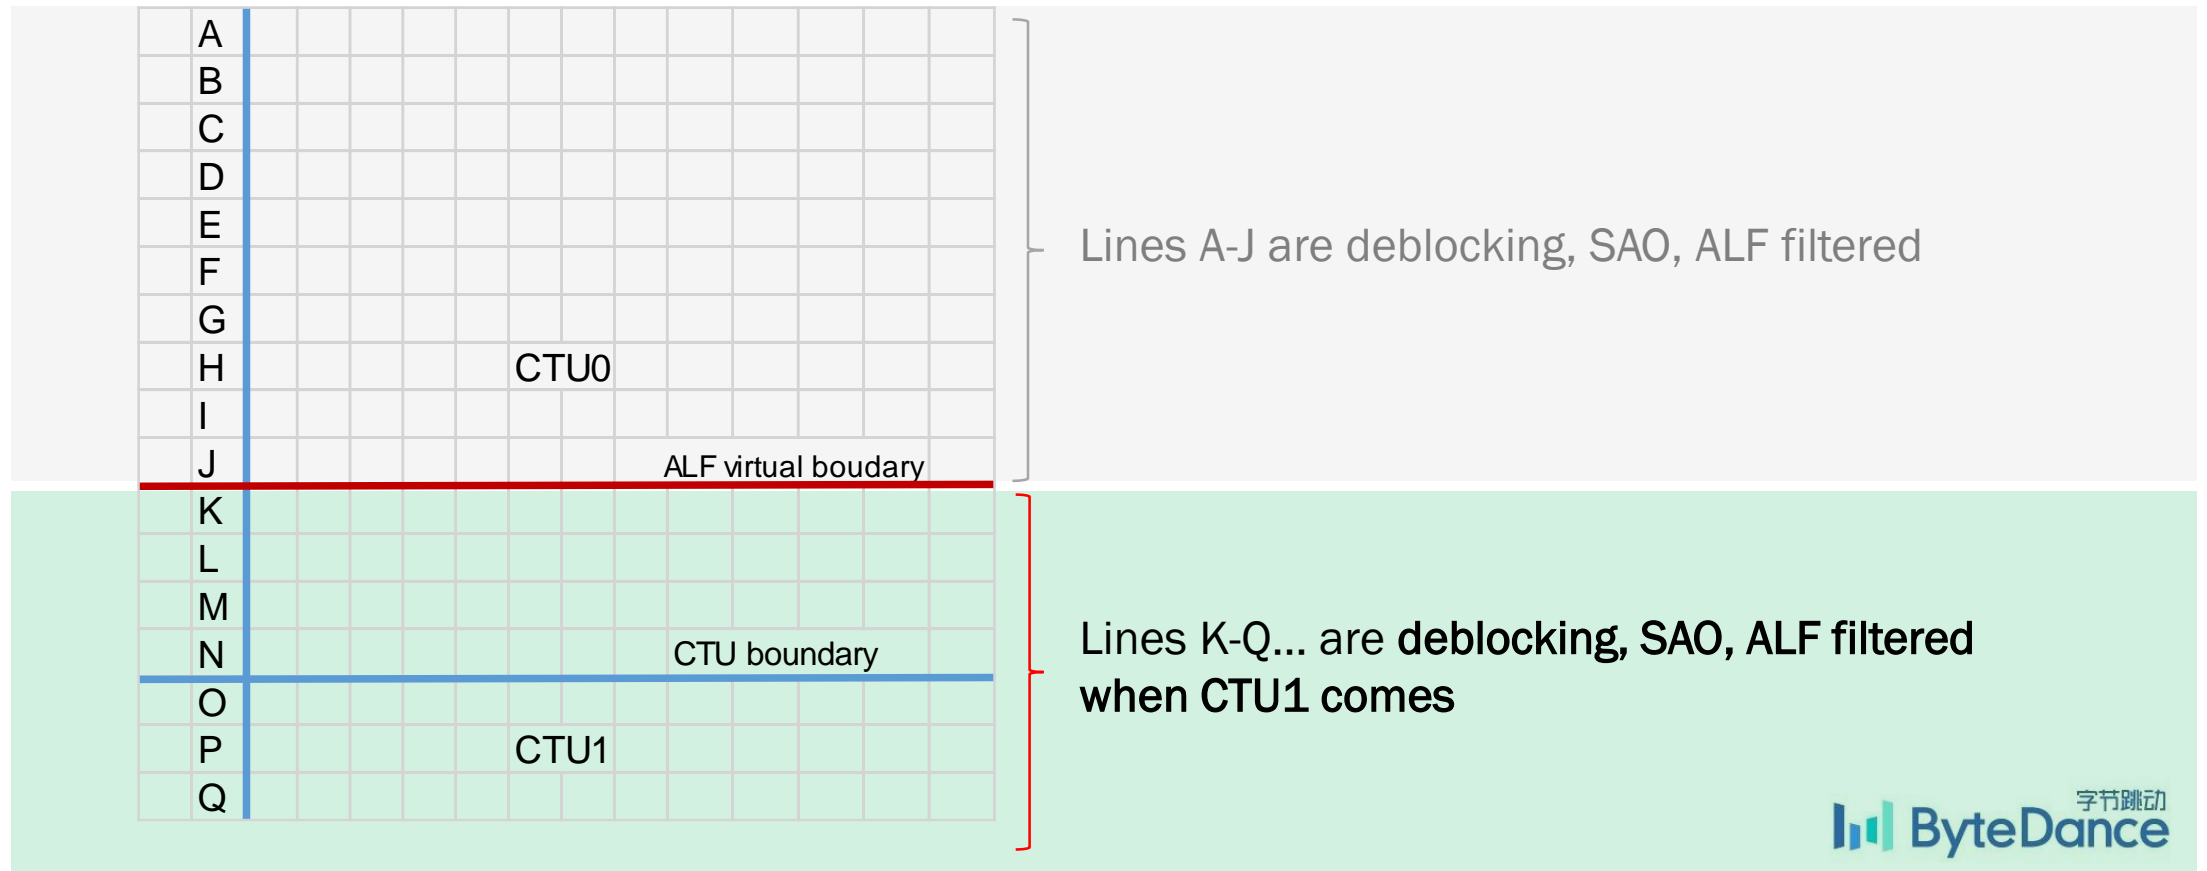 A
B
C
D
E
F
G
H
CTU0
I
J
ALF virtual boudary
Lines A-J are deblocking, SAO, ALF filtered
K
L
M
N
CTU boundary
O
P
CTU1
Q
Lines K-Q... are deblocking, SAO, ALF filtered
when CTU1 comes
字节跳动
ByteDance